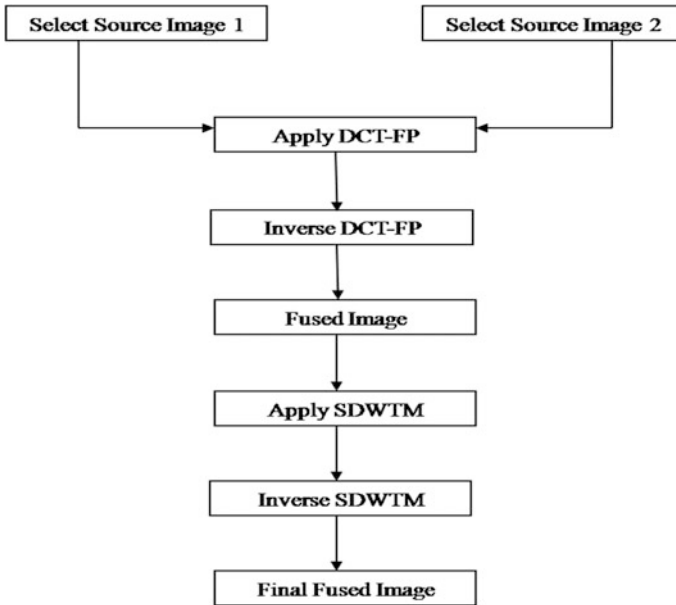 Select Source Image 1
Select Source Image 2
Apply DCT-FP
Inverse DCT-FP
Fused Image
Apply SDWTM
Inverse SDWTM
Final Fused Image